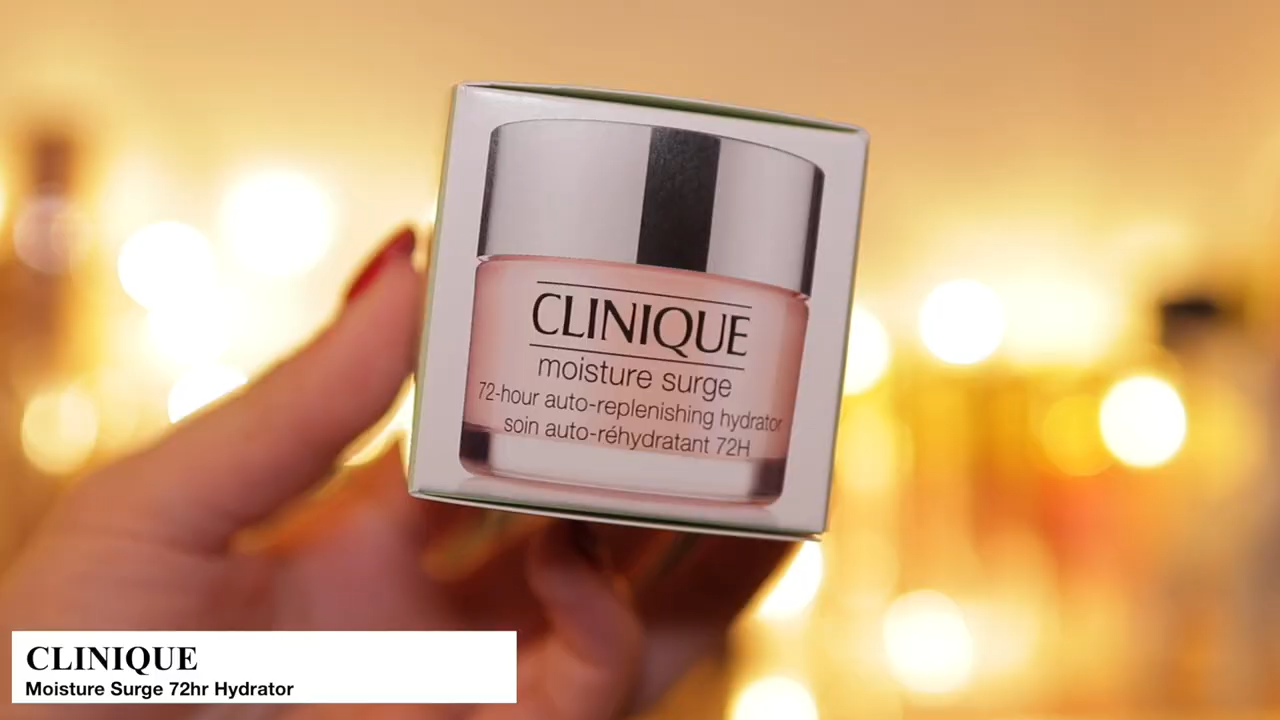 CLINIQUE
moisture surge
72-hour auto-replenishing hydrator
soin auto-réhydratant 72H
CLINIQUE
Moisture Surge 72hr Hydrator